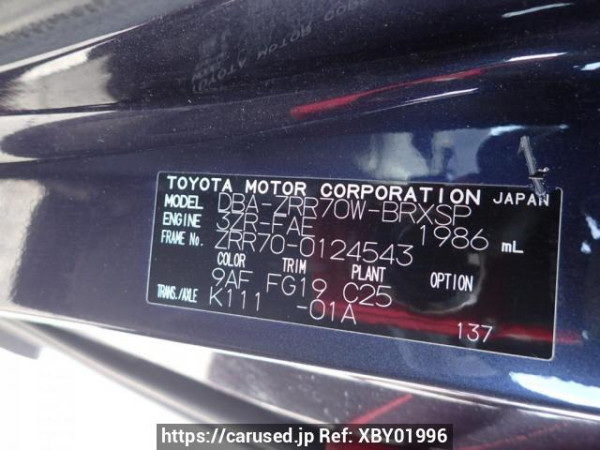 TOYOTA MOTOR CORPORATION JAPAN
MODEL DBA-ZRR70W-BRXSP
ENGINE 3ZR-FAE 1986 mL
FRAME No. ZRR70-0124543
COLOR TRIM PLANT OPTION
9AF FG19 C25
TRANS./AXLE K111 -01A
137
https://carused.jp Ref: XBY01996